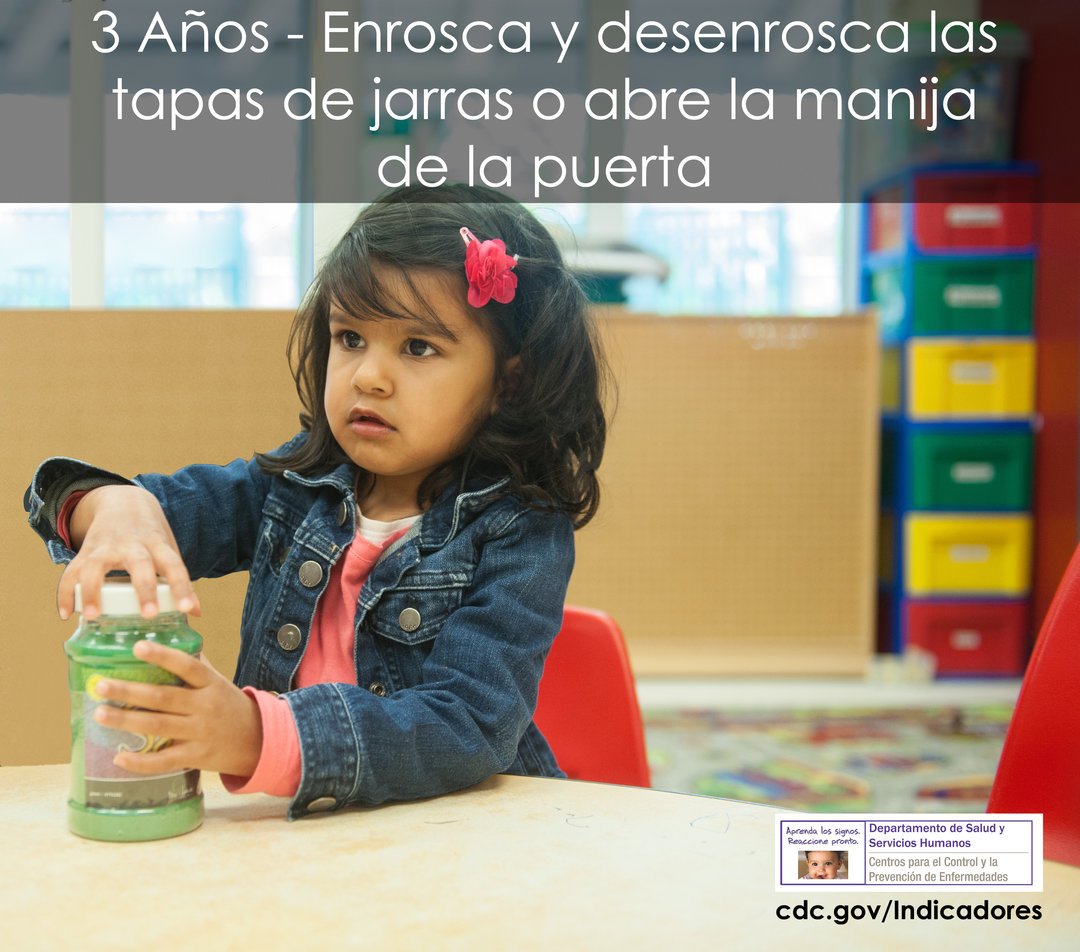 3 Años - Enrosca y desenrosca las
tapas de jarras o abre la manija
de la puerta
Aprenda los signos.
Reaccione pronto.
Departamento de Salud y
Servicios Humanos
Centros para el Control y la
Prevención de Enfermedades
cdc.gov/Indicadores